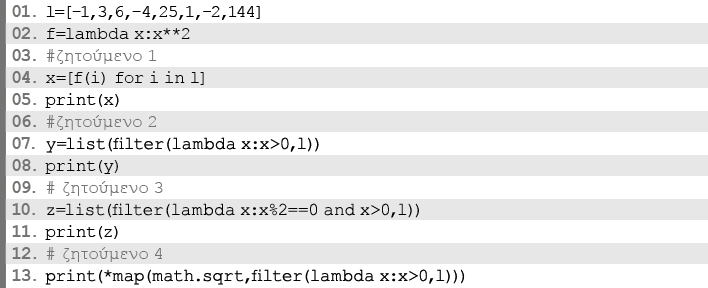 01. l=[-1,3,6,-4,25,1,-2,144]
02. f=lambda x:x**2
03. #ζητούμενο 1
04. x=[f(i) for i in l]
05. print(x)
06. #ζητούμενο 2
07. y=list(filter(lambda x:x>0,l))
08. print(y)
09. # ζητούμενο 3
10. z=list(filter(lambda x:x%2==0 and x>0,l))
11. print(z)
12. # ζητούμενο 4
13. print(*map(math.sqrt,filter(lambda x:x>0,l)))